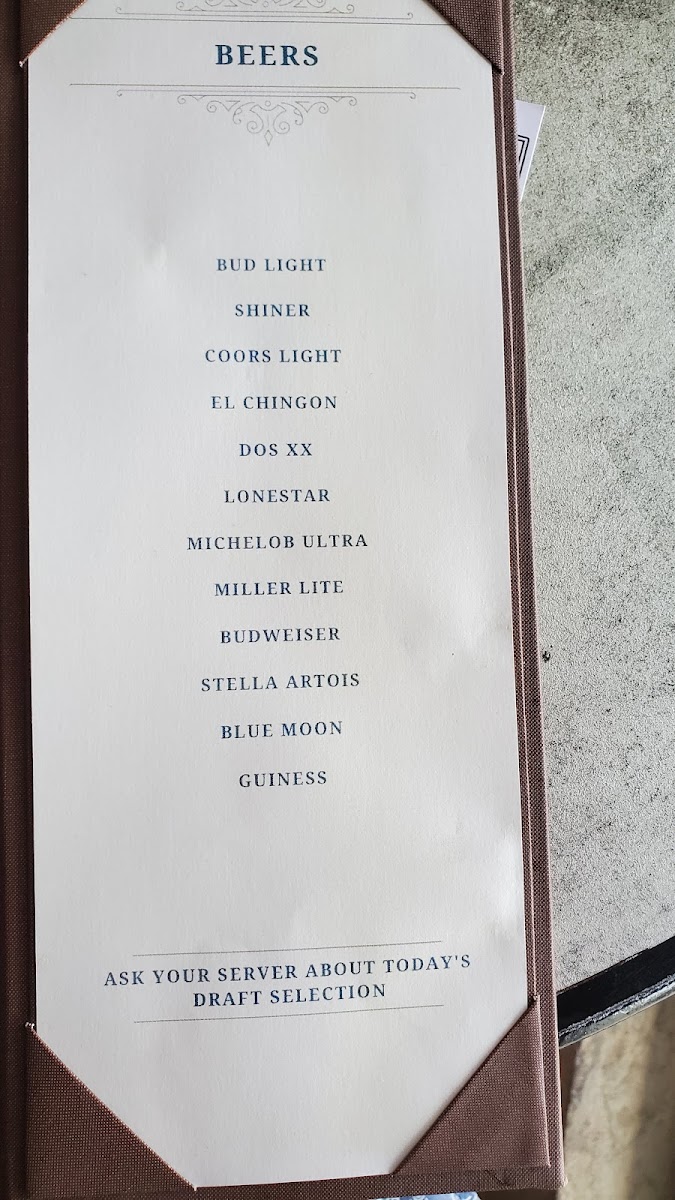 BEERS
BUD LIGHT
SHINER
COORS LIGHT
EL CHINGON
DOS XX
LONESTAR
MICHELOB ULTRA
MILLER LITE
BUDWEISER
STELLA ARTOIS
BLUE MOON
GUINESS
ASK YOUR SERVER ABOUT TODAY'S
DRAFT SELECTION